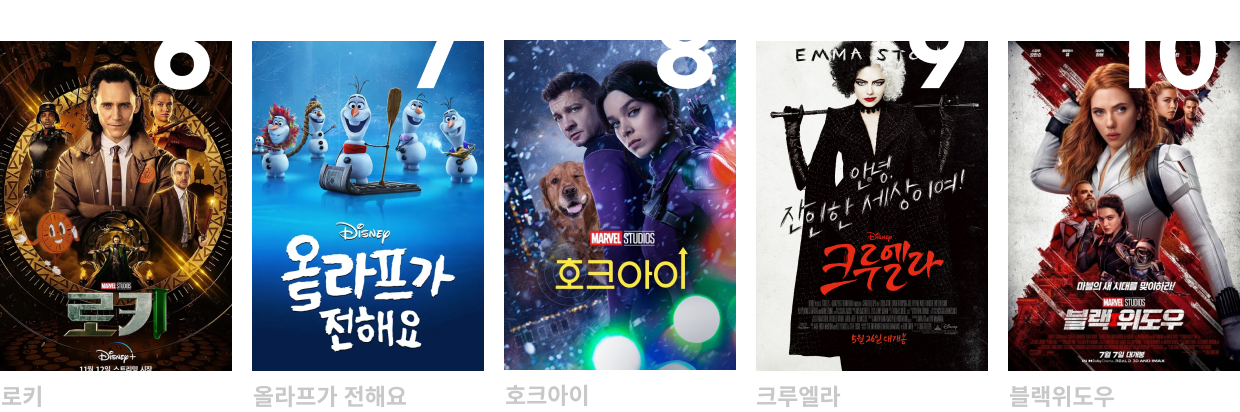 6
로키
MARVEL STUDIOS
Disney+
11월 12일 스트리밍 시작
로키
7
Disney
올라프가
전해요
올라프가 전해요
8
MARVEL STUDIOS
호크아이
호크아이
9
EMMA STO
안녕,
잔인한 세상이여!
Disney
크루엘라
5월 26일 대개봉
크루엘라
10
마블의 새 시대를 맞이하라!
MARVEL STUDIOS
블랙 위도우
7월 7일 대개봉
블랙위도우